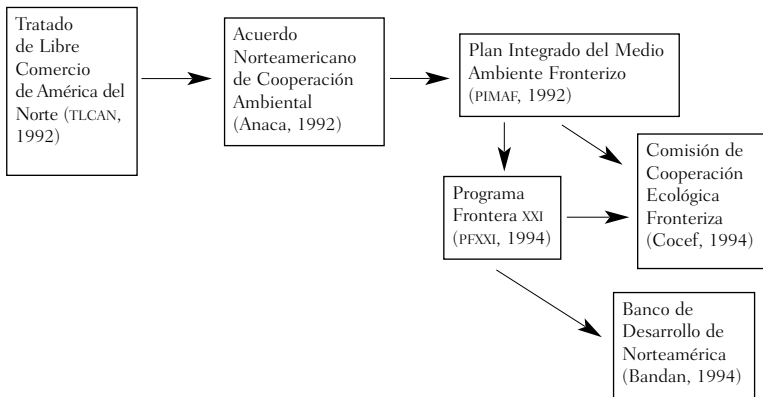 Tratado
de Libre
Comercio
de América del
Norte (TLCAN,
1992)
Acuerdo
Norteamericano
de Cooperación
Ambiental
(Anaca, 1992)
Plan Integrado del Medio
Ambiente Fronterizo
(PIMAF, 1992)
Programa
Frontera XXI
(PFXXI, 1994)
Comisión de
Cooperación
Ecológica
Fronteriza
(Cocef, 1994)
Banco de
Desarrollo de
Norteamérica
(Bandan, 1994)